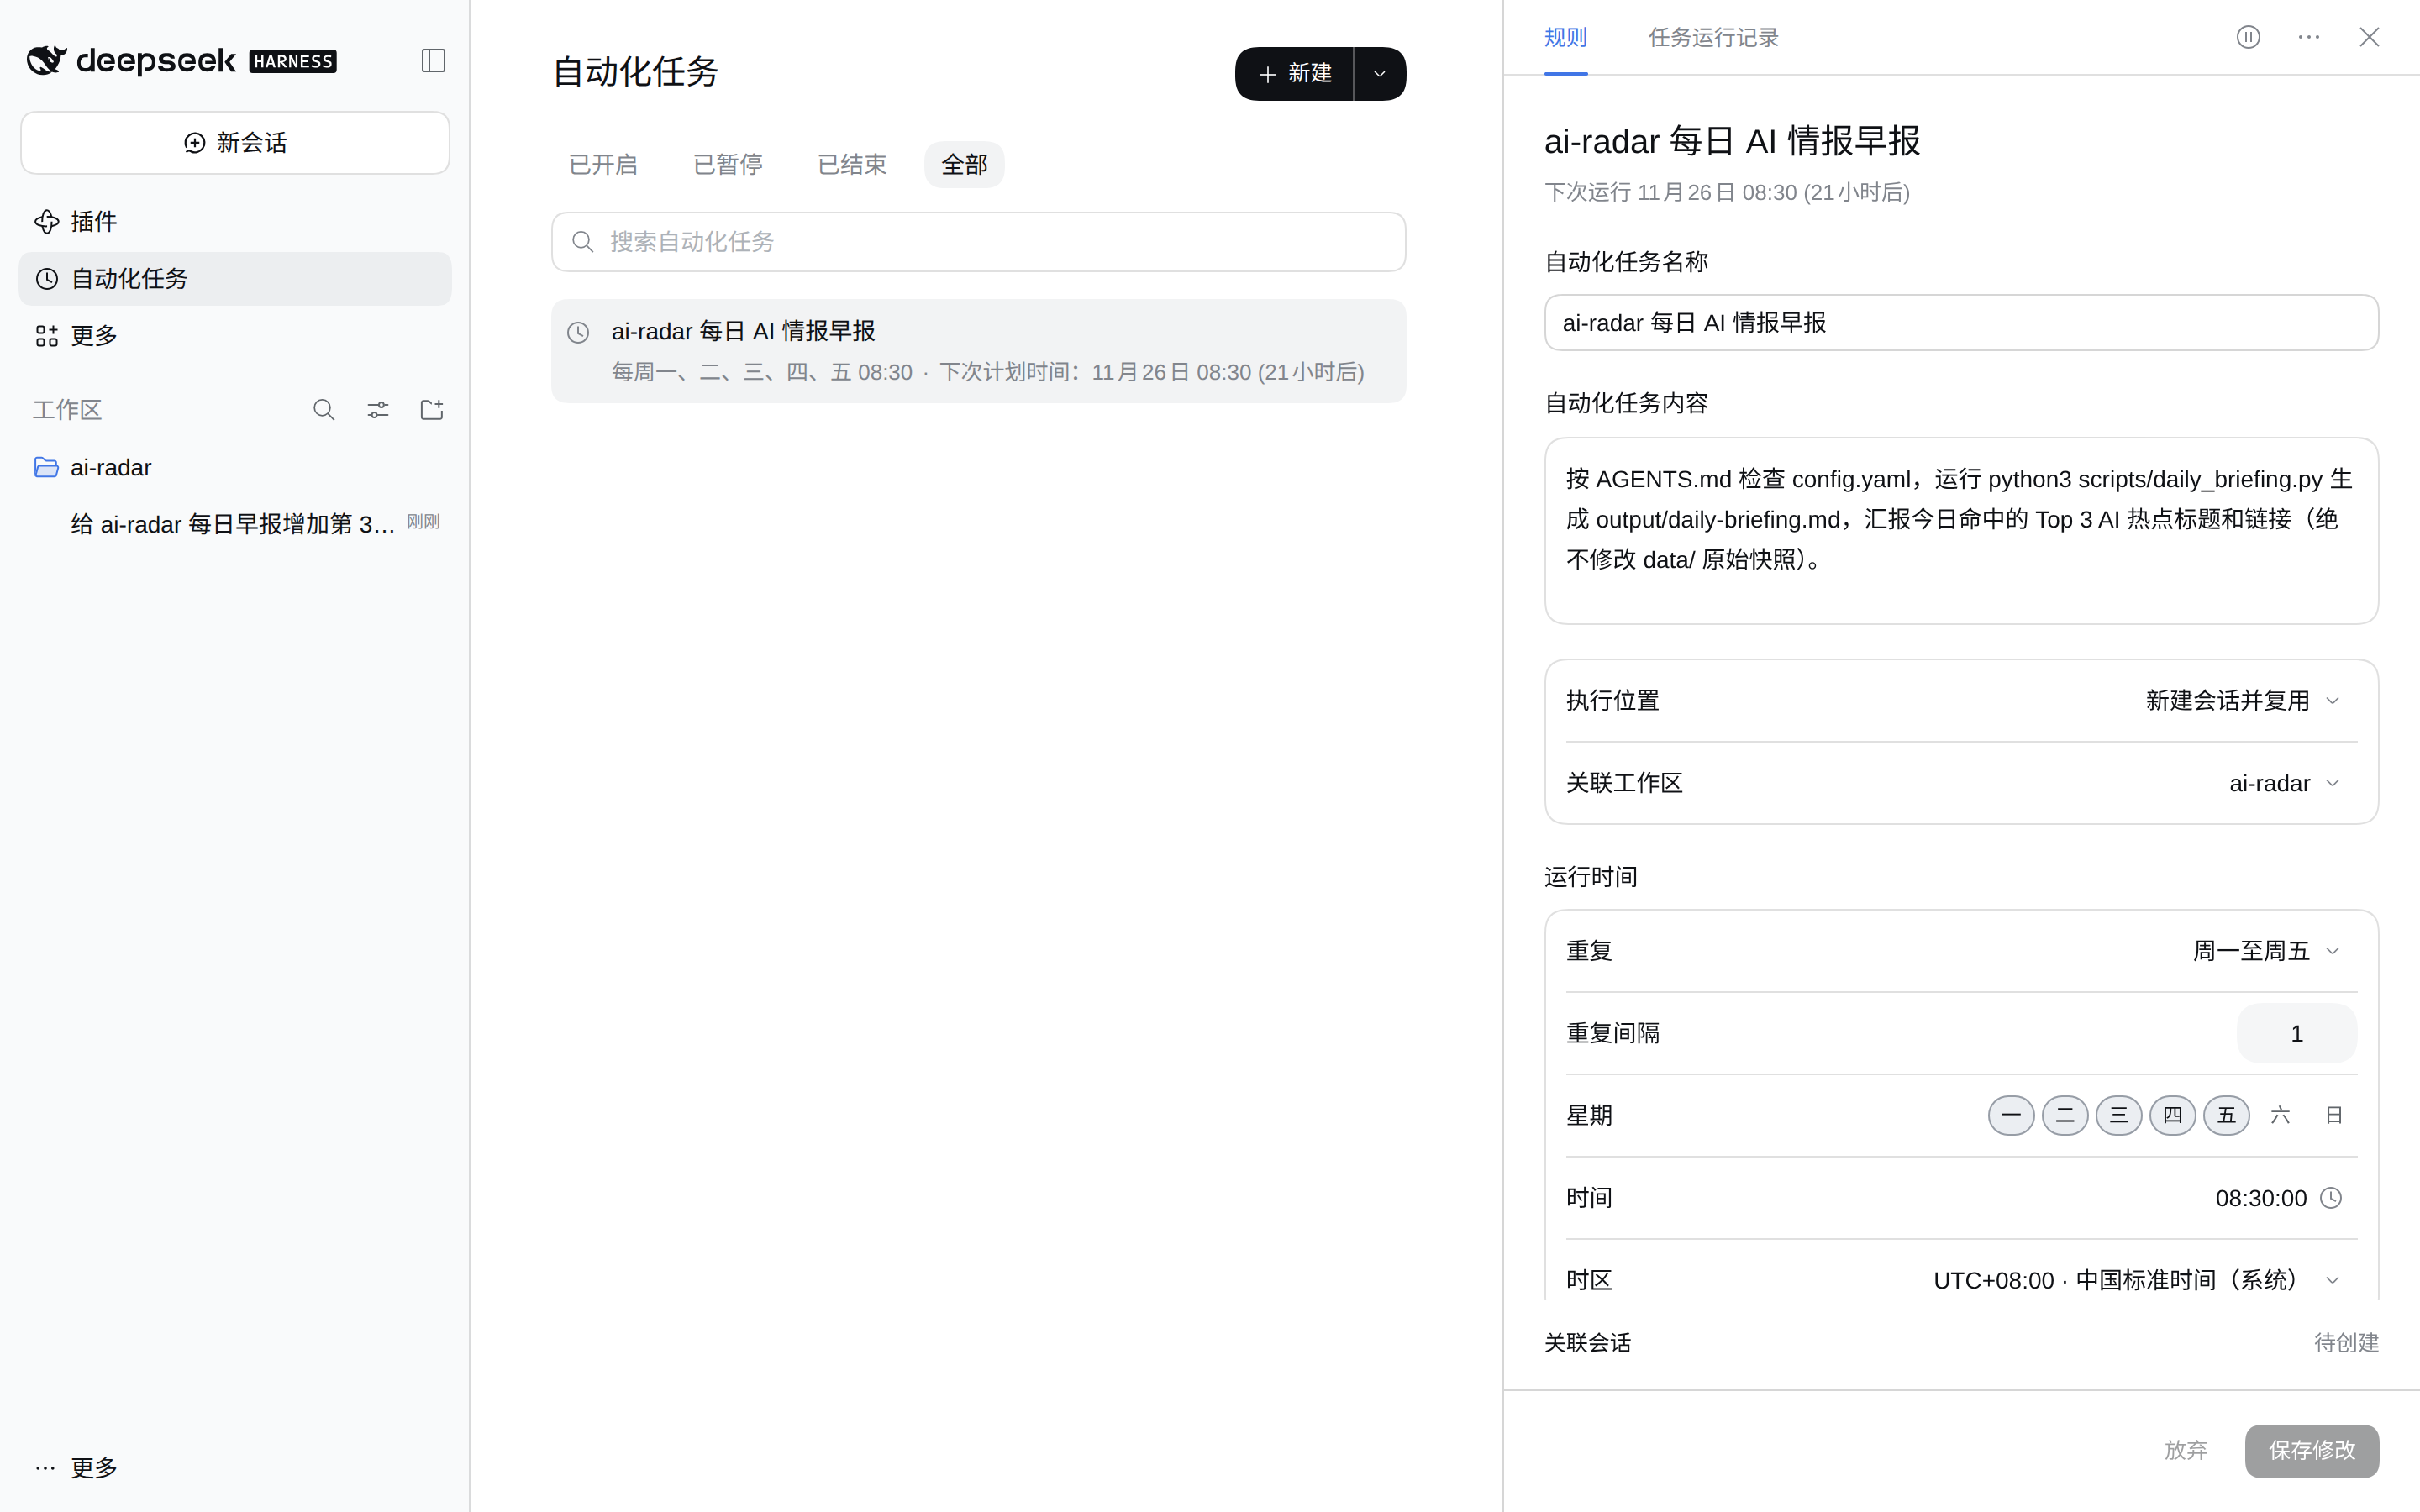 deepseek HARNESS
新会话
插件
自动化任务
更多
工作区
ai-radar
给 ai-radar 每日早报增加第 3… 刚刚
更多
自动化任务
新建
已开启 已暂停 已结束 全部
搜索自动化任务
ai-radar 每日 AI 情报早报
每周一、二、三、四、五 08:30 · 下次计划时间：11月26日 08:30 (21小时后)
规则 任务运行记录
ai-radar 每日 AI 情报早报
下次运行 11月26日 08:30 (21小时后)
自动化任务名称
ai-radar 每日 AI 情报早报
自动化任务内容
按 AGENTS.md 检查 config.yaml，运行 python3 scripts/daily_briefing.py 生
成 output/daily-briefing.md，汇报今日命中的 Top 3 AI 热点标题和链接（绝
不修改 data/ 原始快照）。
执行位置 新建会话并复用
关联工作区 ai-radar
运行时间
重复 周一至周五
重复间隔 1
星期 一 二 三 四 五 六 日
时间 08:30:00
时区 UTC+08:00 · 中国标准时间（系统）
关联会话 待创建
放弃 保存修改